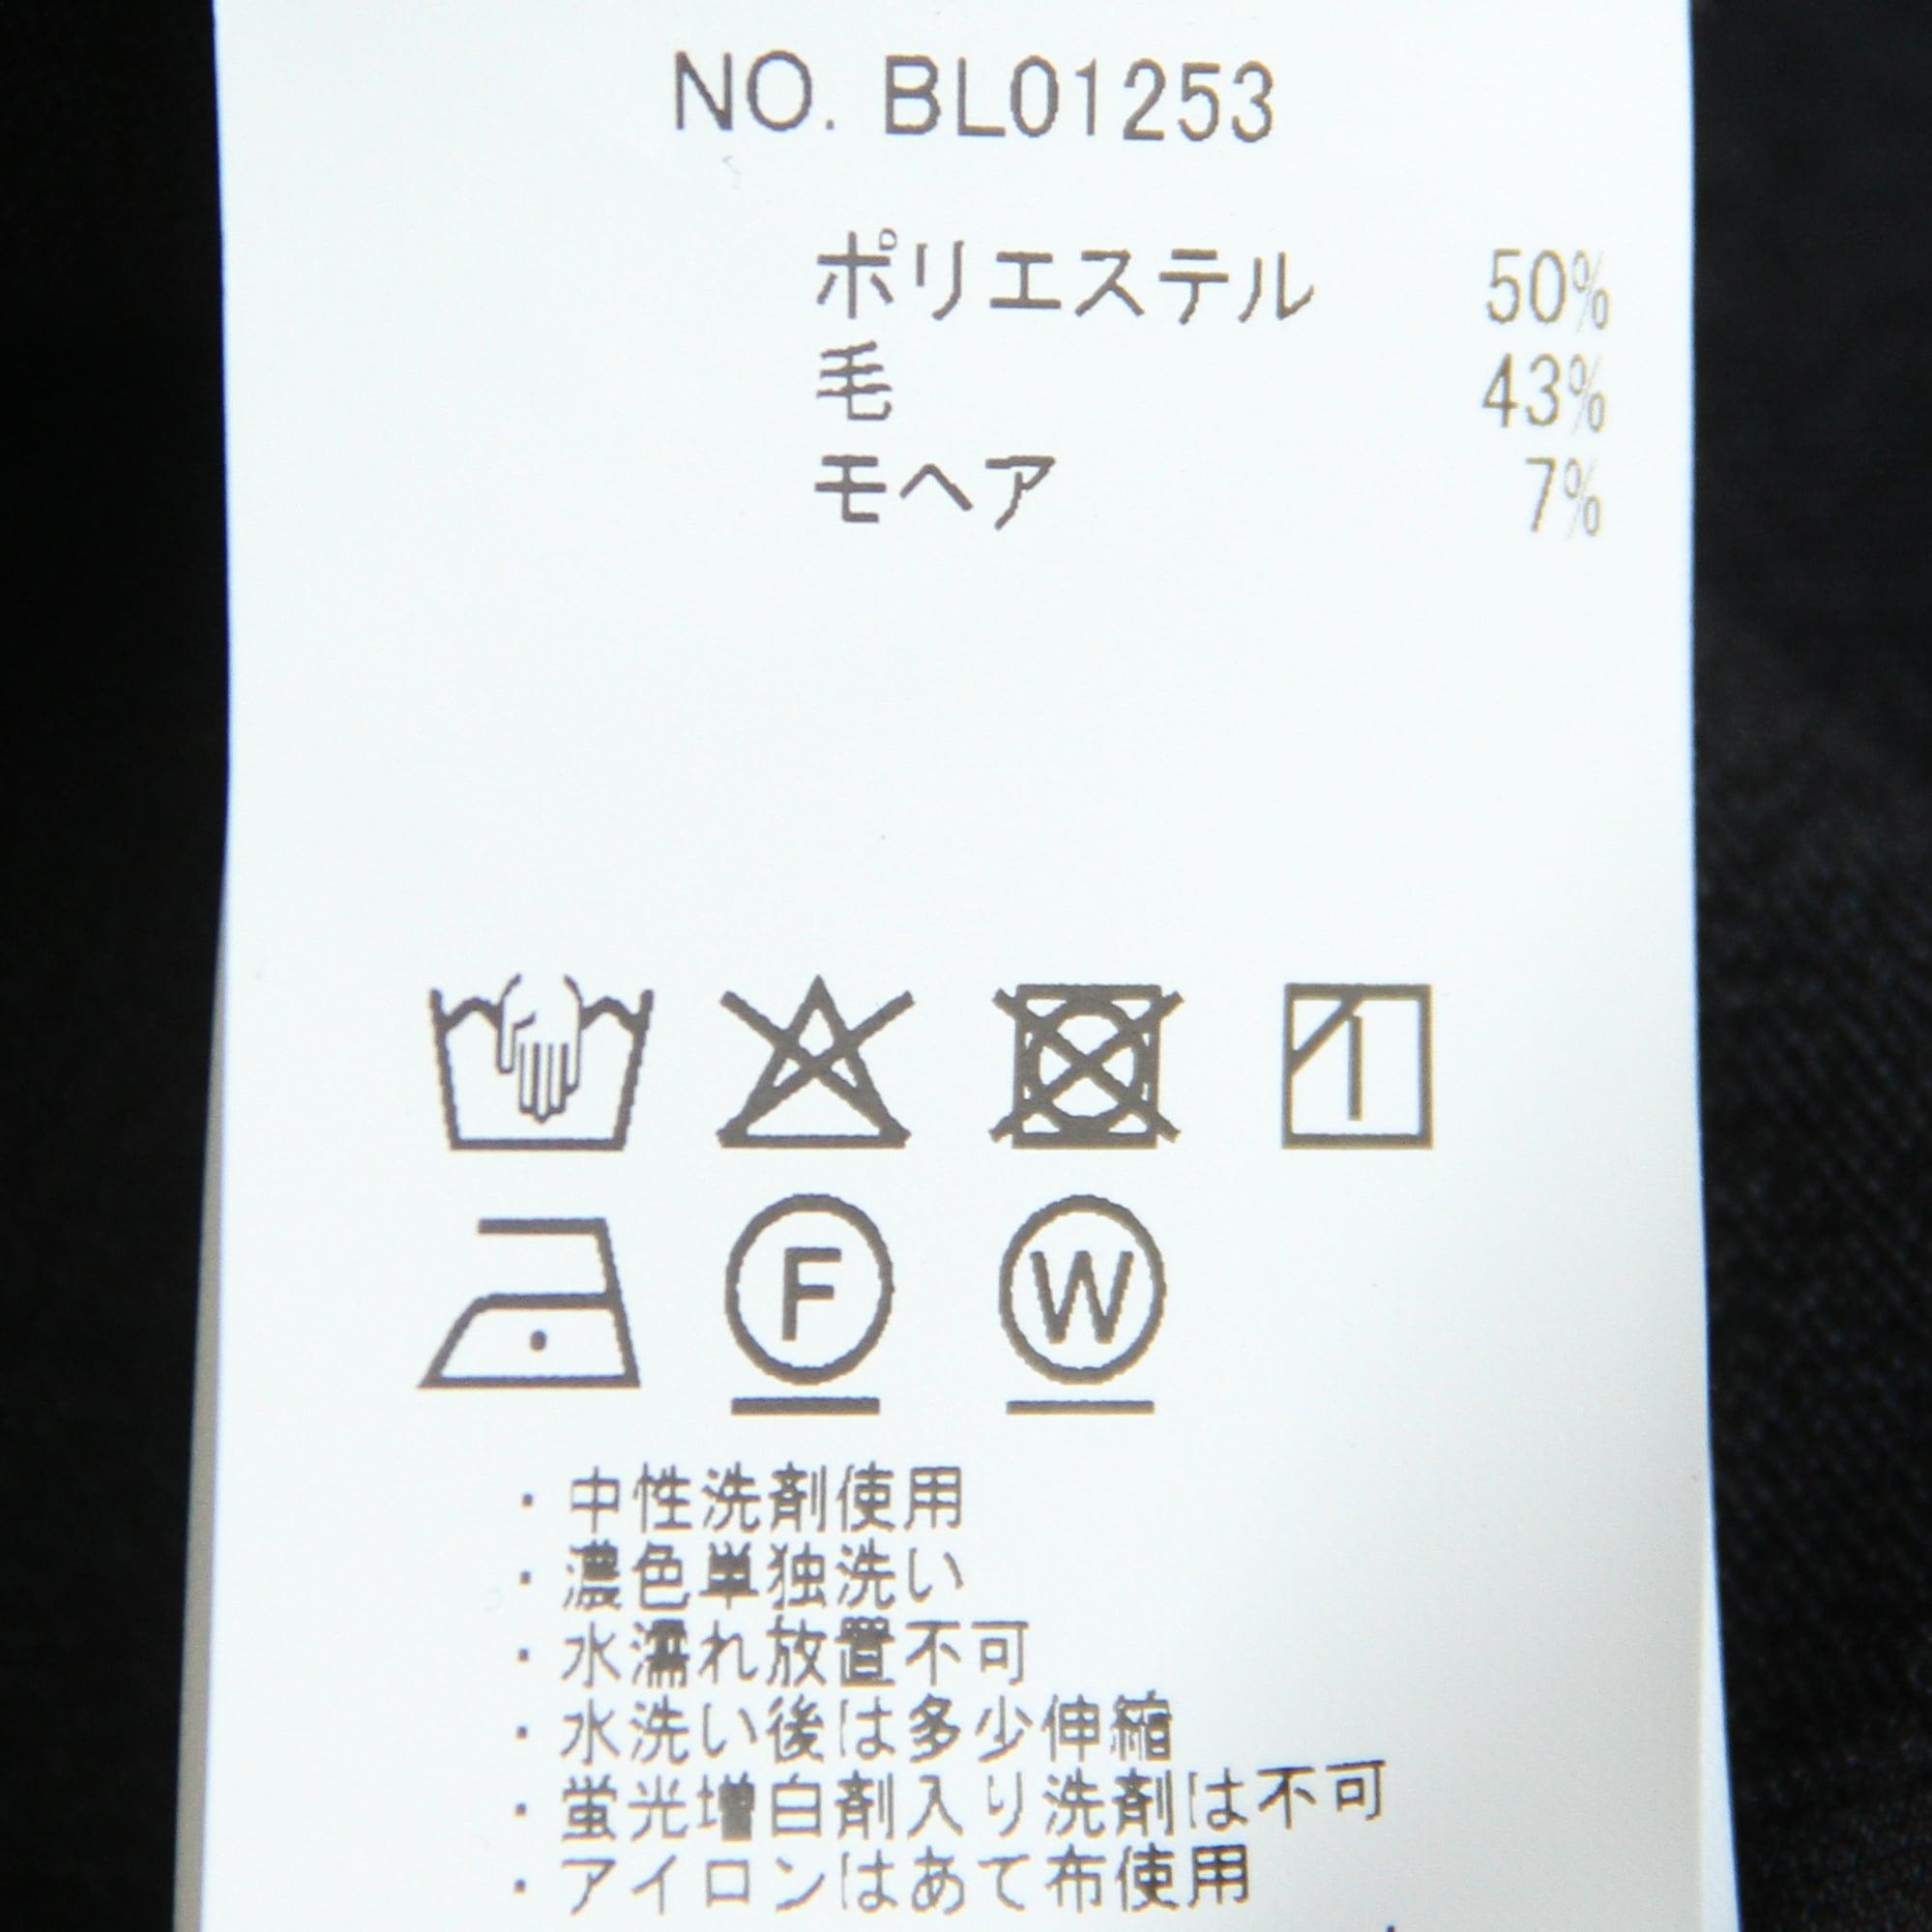 NO. BL01253
ポリエステル 50%
毛 43%
モヘア 7%
F W
・中性洗剤使用
・濃色単独洗い
・水濡れ放置不可
・水洗い後は多少伸縮
・蛍光増白剤入り洗剤は不可
・アイロンはあて布使用